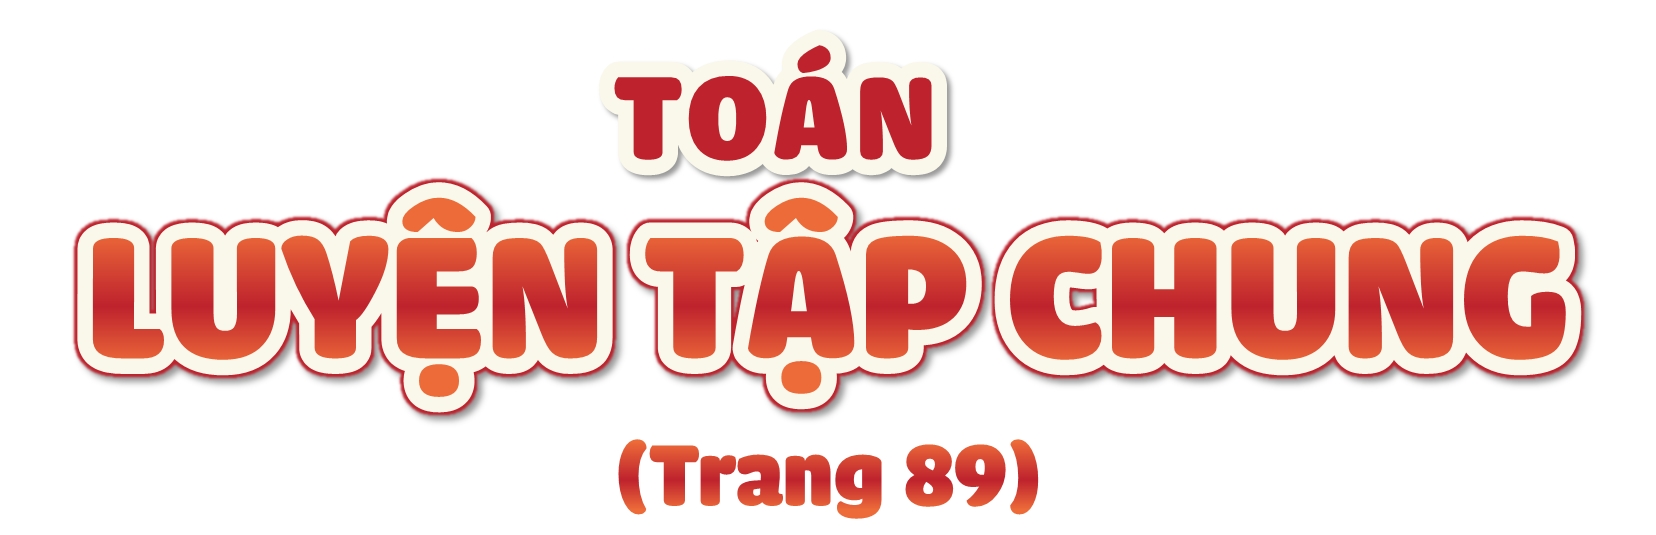 TOÁN
LUYỆN TẬP CHUNG
(Trang 89)